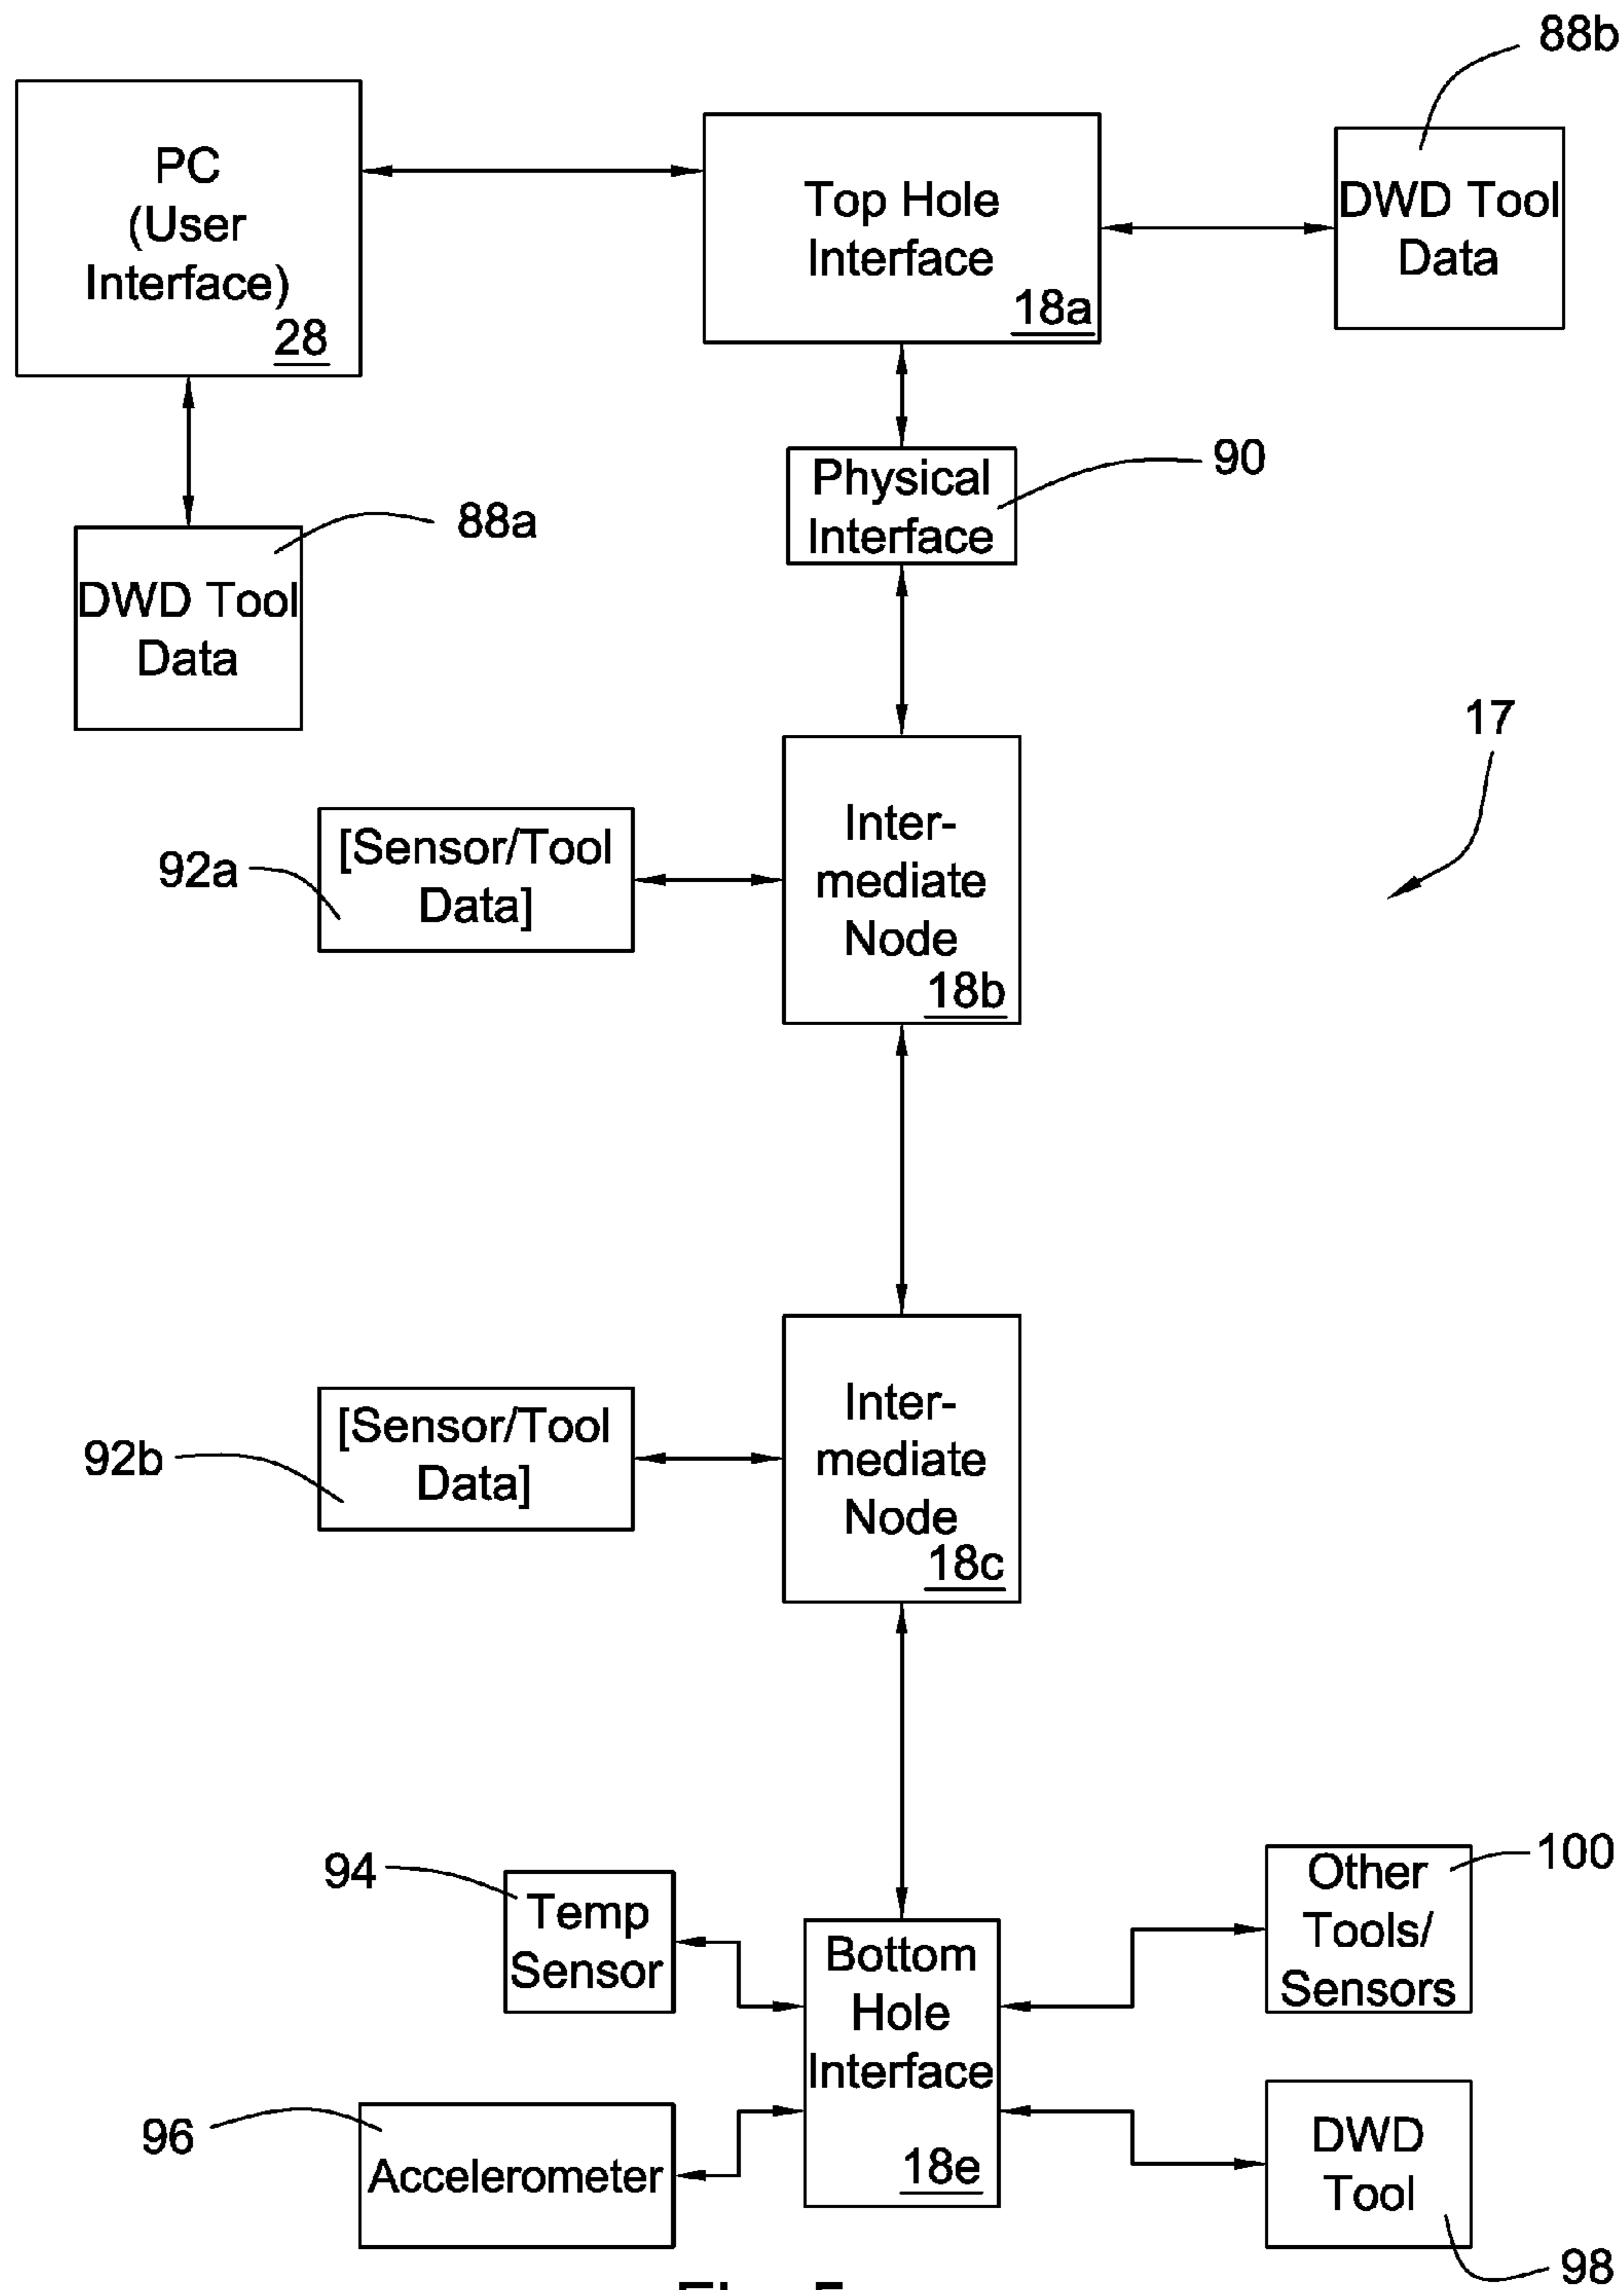 88b
PC
(User
Interface)
28
Top Hole
Interface
18a
DWD Tool
Data
Physical
Interface
90
88a
DWD Tool
Data
17
[Sensor/Tool
Data]
92a
Inter-
mediate
Node
18b
[Sensor/Tool
Data]
92b
Inter-
mediate
Node
18c
94
Temp
Sensor
Bottom
Hole
Interface
18e
Other
Tools/
Sensors
100
96
Accelerometer
DWD
Tool
98